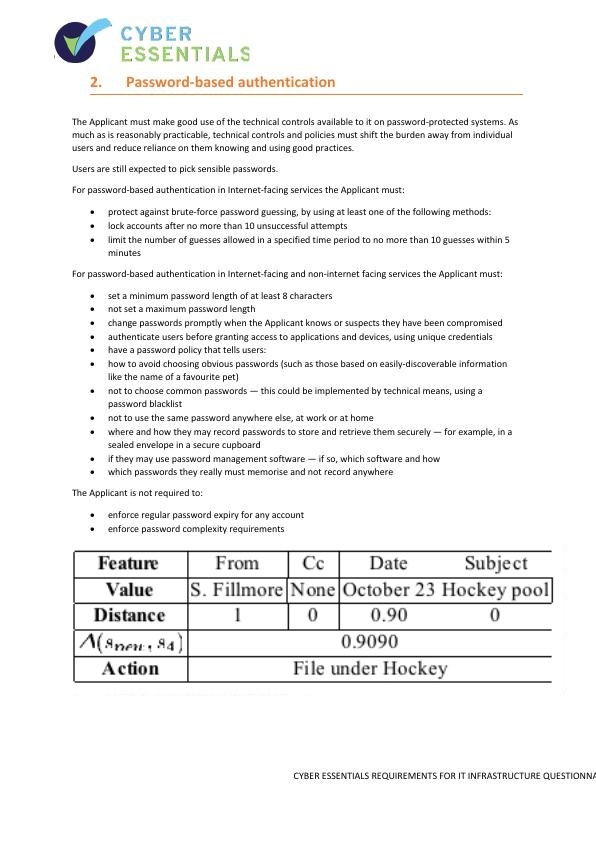 CYBER
ESSENTIALS
2. Password-based authentication
The Applicant must make good use of the technical controls available to it on password-protected systems. As
much as is reasonably practicable, technical controls and policies must shift the burden away from individual
users and reduce reliance on them knowing and using good practices.
Users are still expected to pick sensible passwords.
For password-based authentication in Internet-facing services the Applicant must:
• protect against brute-force password guessing, by using at least one of the following methods:
• lock accounts after no more than 10 unsuccessful attempts
• limit the number of guesses allowed in a specified time period to no more than 10 guesses within 5
minutes
For password-based authentication in Internet-facing and non-internet facing services the Applicant must:
• set a minimum password length of at least 8 characters
• not set a maximum password length
• change passwords promptly when the Applicant knows or suspects they have been compromised
• authenticate users before granting access to applications and devices, using unique credentials
• have a password policy that tells users:
• how to avoid choosing obvious passwords (such as those based on easily-discoverable information
like the name of a favourite pet)
• not to choose common passwords — this could be implemented by technical means, using a
password blacklist
• not to use the same password anywhere else, at work or at home
• where and how they may record passwords to store and retrieve them securely — for example, in a
sealed envelope in a secure cupboard
• if they may use password management software — if so, which software and how
• which passwords they really must memorise and not record anywhere
The Applicant is not required to:
• enforce regular password expiry for any account
• enforce password complexity requirements
Feature From Cc Date Subject
Value S. Fillmore None October 23 Hockey pool
Distance 1 0 0.90 0
0.9090
Action File under Hockey
CYBER ESSENTIALS REQUIREMENTS FOR IT INFRASTRUCTURE QUESTIONNA